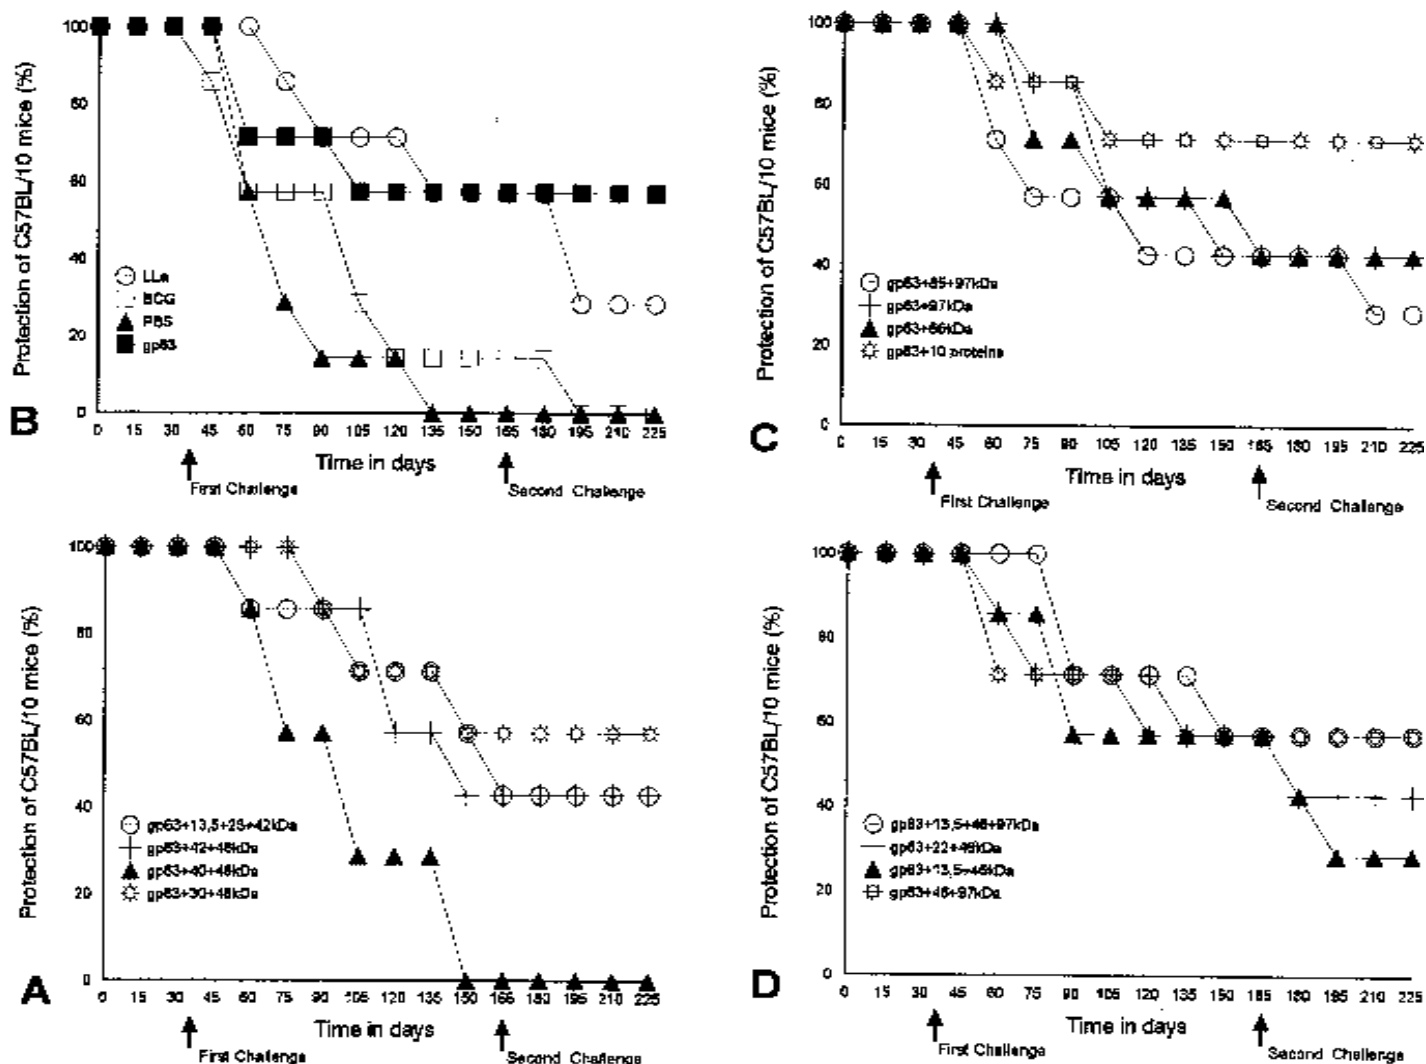 Protection of C57BL/10 mice (%)
100
80
60
40
20
0
LLa
BCG
PBS
gp63
B
0 15 30 45 60 75 90 105 120 135 150 165 180 195 210 225
Time in days
First Challenge
Second Challenge
Protection of C57BL/10 mice (%)
100
80
60
40
20
0
gp63+97kDa
gp63+10 proteins
C
0 15 30 45 60 75 90 105 120 135 150 165 180 195 210 225
Time in days
First Challenge
Second Challenge
Protection of C57BL/10 mice (%)
100
80
60
40
20
0
gp63+13,5+25+42kDa
gp63+42+46kDa
gp63+40+46kDa
gp63+30+46kDa
A
0 15 30 45 60 75 90 105 120 135 150 165 180 195 210 225
Time in days
First Challenge
Second Challenge
Protection of C57BL/10 mice (%)
100
80
60
40
20
0
gp63+13,5+46+97kDa
gp63+22+46kDa
gp63+13,5+46kDa
gp63+46+97kDa
D
0 15 30 45 60 75 90 105 120 135 150 165 180 195 210 225
Time in days
First Challenge
Second Challenge